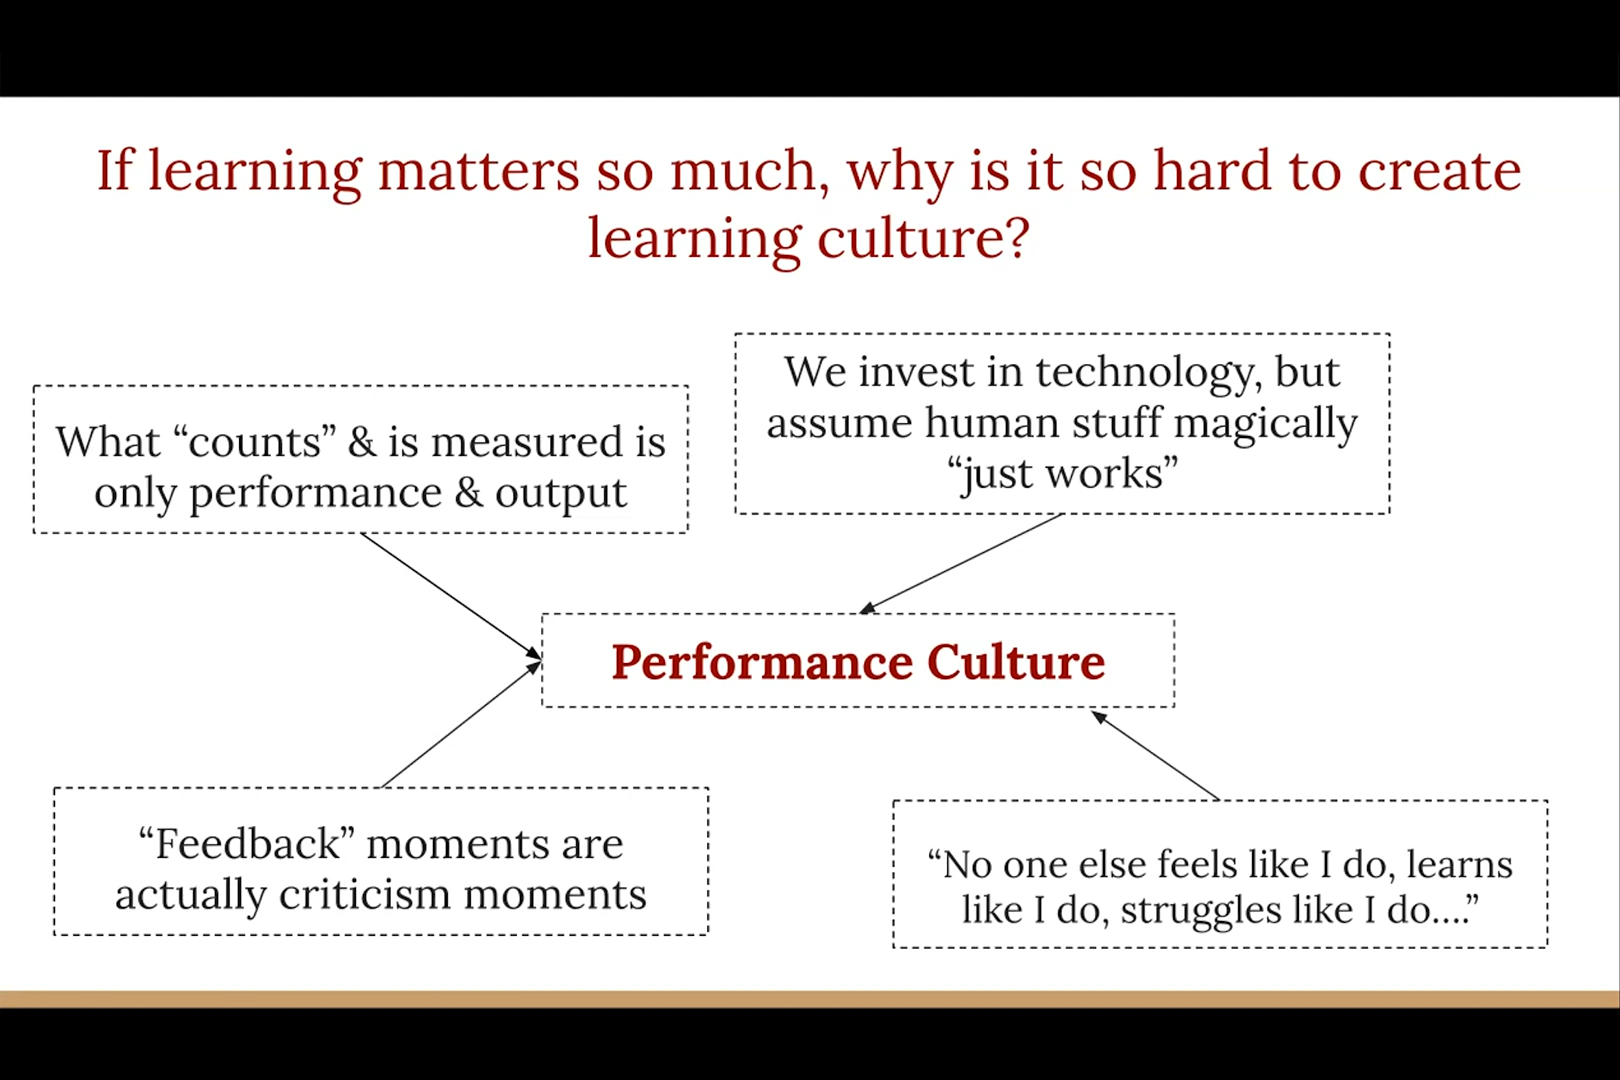 If learning matters so much, why is it so hard to create
learning culture?
What “counts” & is measured is
only performance & output
We invest in technology, but
assume human stuff magically
“just works”
Performance Culture
“Feedback” moments are
actually criticism moments
“No one else feels like I do, learns
like I do, struggles like I do....”